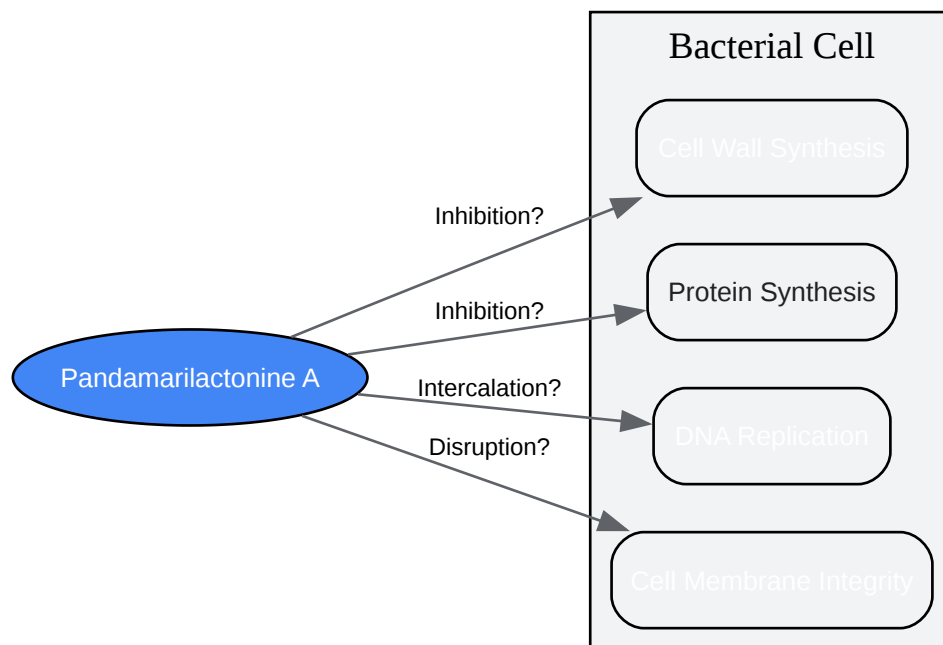 Bacterial Cell
Cell Wall Synthesis
Inhibition?
Protein Synthesis
Inhibition?
Pandamarilactonine A
Intercalation?
DNA Replication
Disruption?
Cell Membrane Integrity